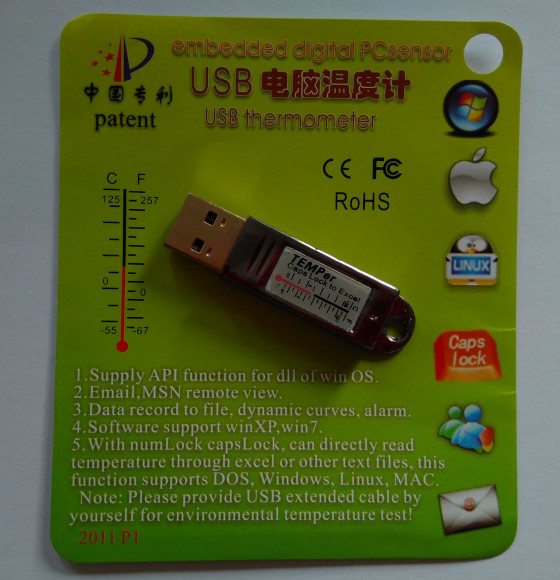 embedded digital PCsensor
USB 电脑温度计
USB thermometer
中国专利
patent
CE FC
RoHS
C F
125 257
0 0
-55 -67
TEMPer
Caps Lock to Excel
LINUX
Caps
lock
1.Supply API function for dll of win OS.
2.Email,MSN remote view.
3.Data record to file, dynamic curves, alarm.
4.Software support winXP,win7.
5.With numLock capsLock, can directly read
temperature through excel or other text files, this
function supports DOS, Windows, Linux, MAC.
Note: Please provide USB extended cable by
yourself for environmental temperature test!
2011 P1